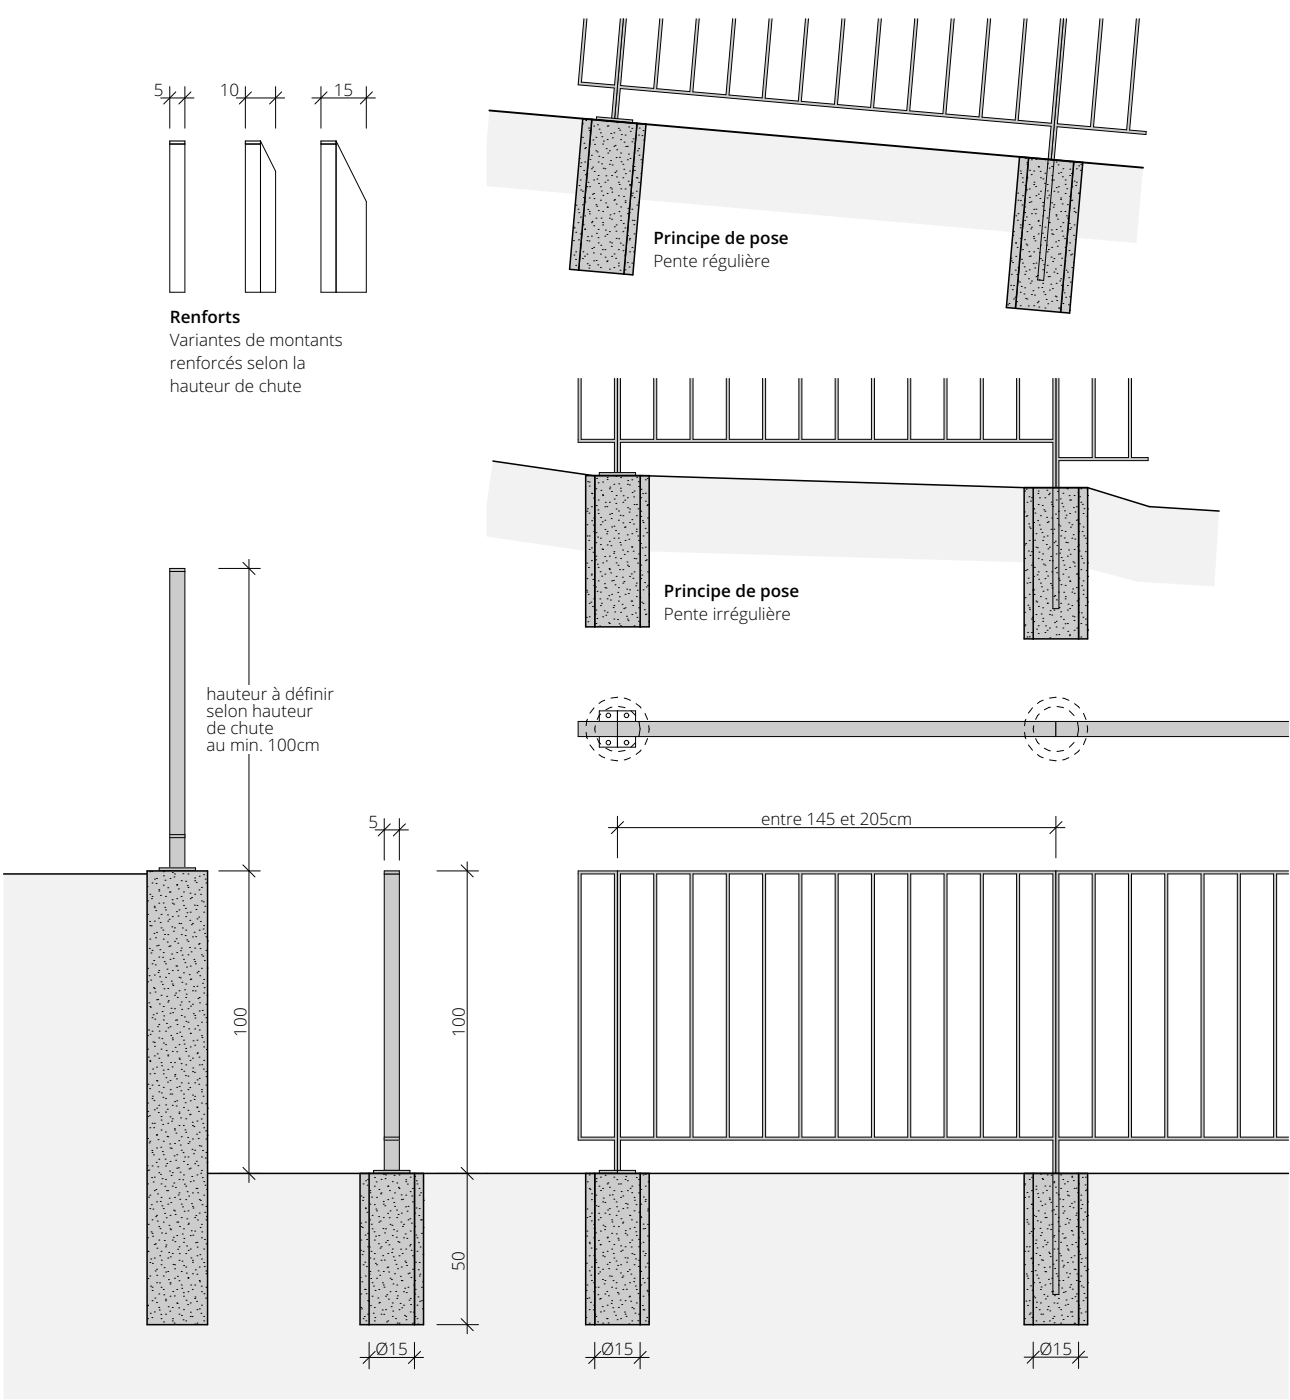 5
10
15
Renforts
Variantes de montants
renforcés selon la
hauteur de chute
Principe de pose
Pente régulière
Principe de pose
Pente irrégulière
hauteur à définir
selon hauteur
de chute
au min. 100cm
5
entre 145 et 205cm
100
100
50
Ø15
Ø15
Ø15